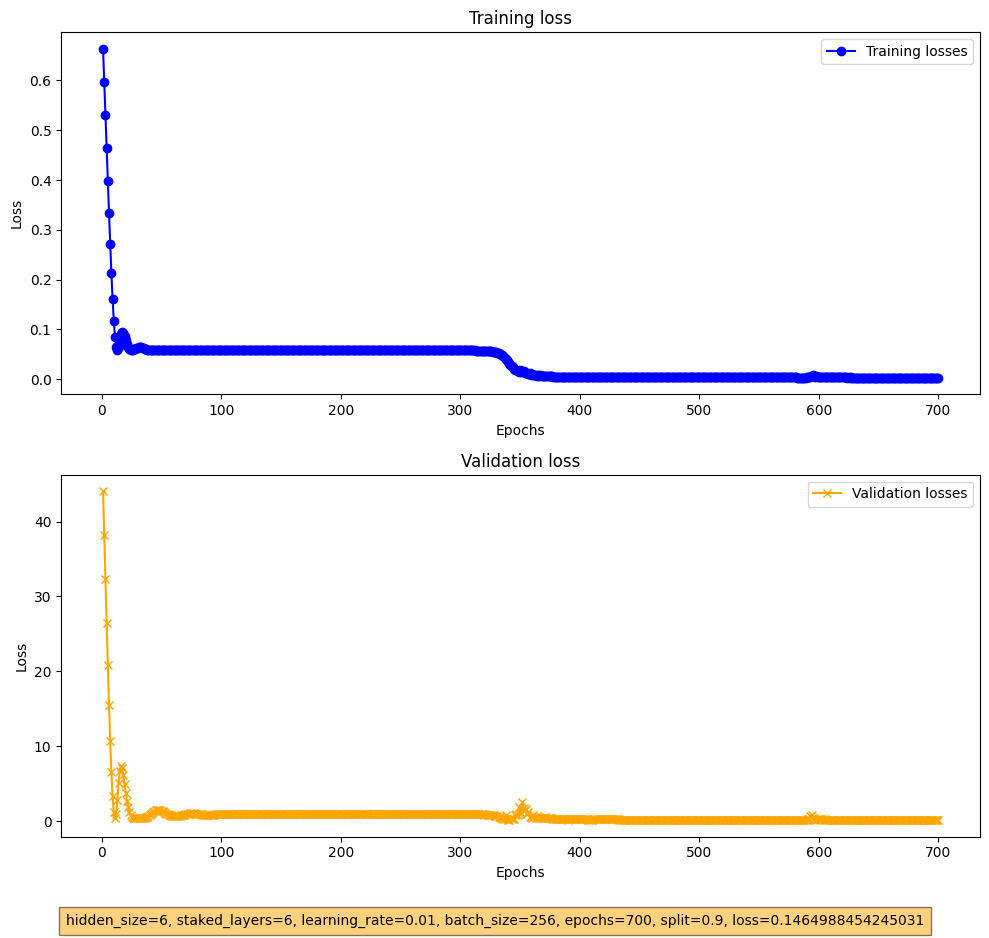 Training loss
Training losses
0.6
0.5
0.4
0.3
0.2
0.1
0.0
Loss
0 100 200 300 400 500 600 700
Epochs
Validation loss
Validation losses
40
30
20
10
0
Loss
0 100 200 300 400 500 600 700
Epochs
hidden_size=6, staked_layers=6, learning_rate=0.01, batch_size=256, epochs=700, split=0.9, loss=0.1464988454245031